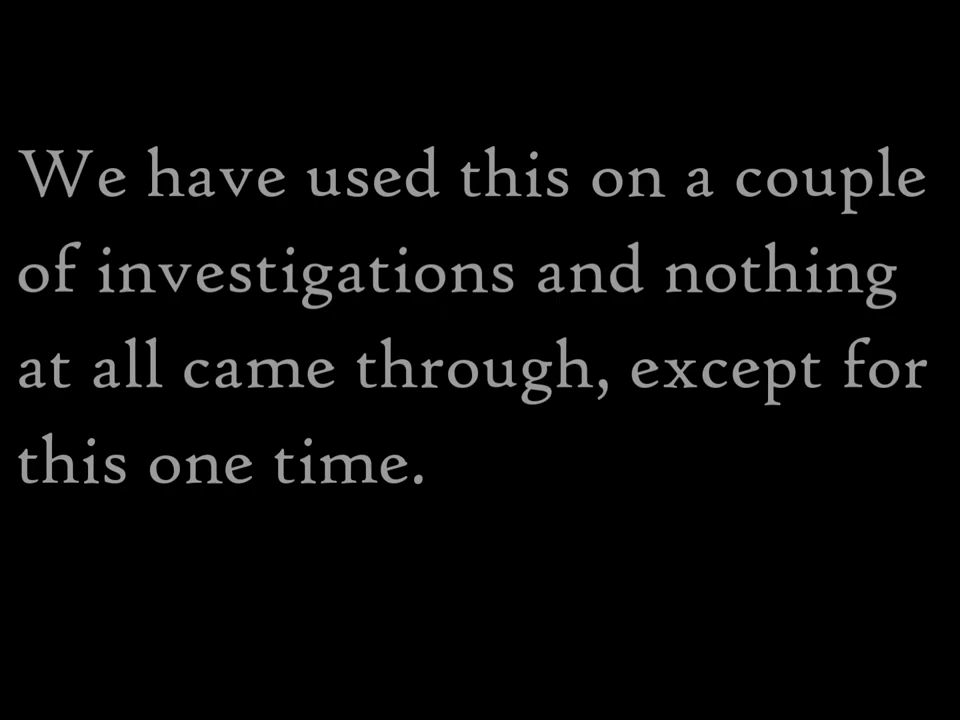 We have used this on a couple
of investigations and nothing
at all came through, except for
this one time.